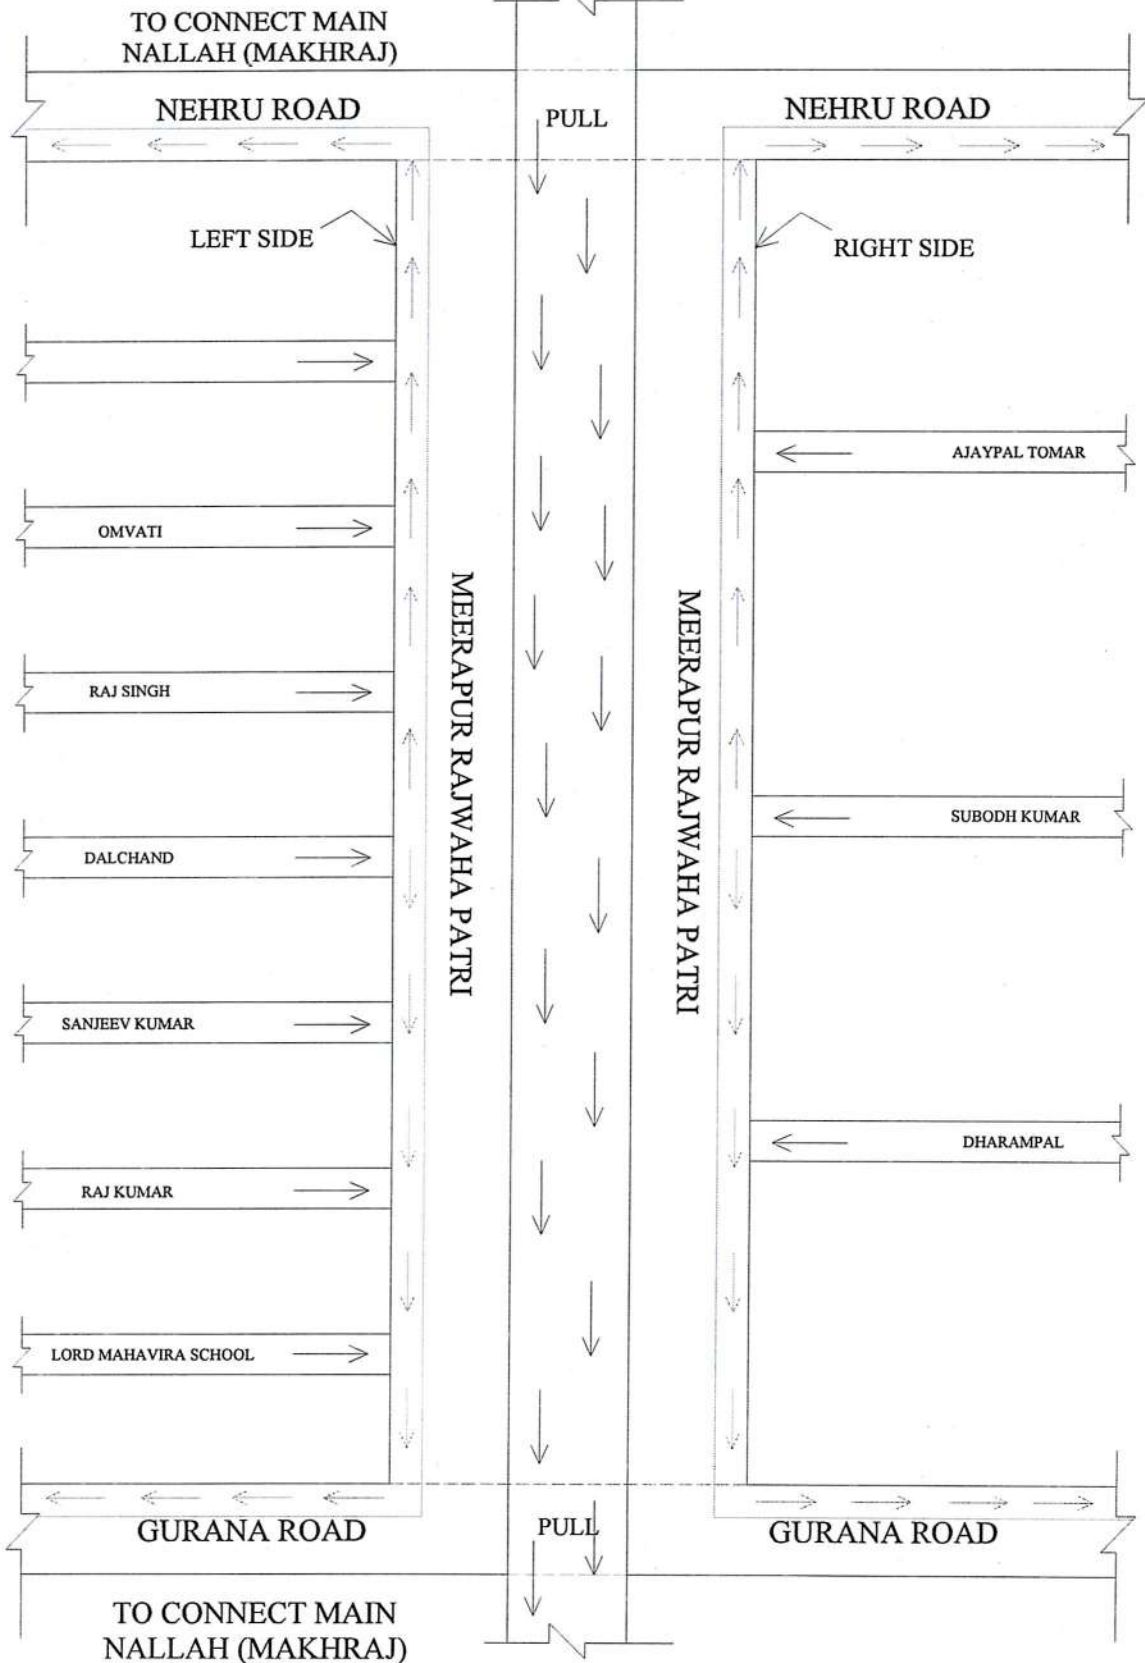 TO CONNECT MAIN
NALLAH (MAKHRAJ)
NEHRU ROAD
PULL
NEHRU ROAD
LEFT SIDE
RIGHT SIDE
AJAYPAL TOMAR
OMVATI
RAJ SINGH
MEERAPUR RAJWAHA PATRI
MEERAPUR RAJWAHA PATRI
SUBODH KUMAR
DALCHAND
SANJEEV KUMAR
DHARAMPAL
RAJ KUMAR
LORD MAHAVIRA SCHOOL
GURANA ROAD
PULL
GURANA ROAD
TO CONNECT MAIN
NALLAH (MAKHRAJ)